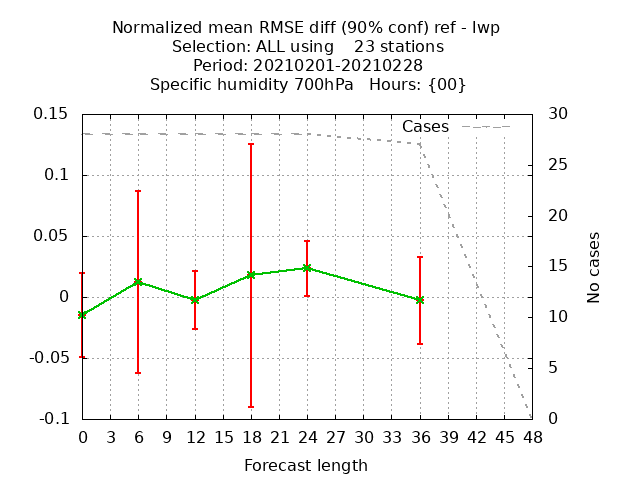 Normalized mean RMSE diff (90% conf) ref - lwp
Selection: ALL using    23 stations
Period: 20210201-20210228
Specific humidity 700hPa   Hours: {00}
0.15
0.1
0.05
0
-0.05
-0.1
30
25
20
15
10
5
0
Cases
No cases
0 3 6 9 12 15 18 21 24 27 30 33 36 39 42 45 48
Forecast length